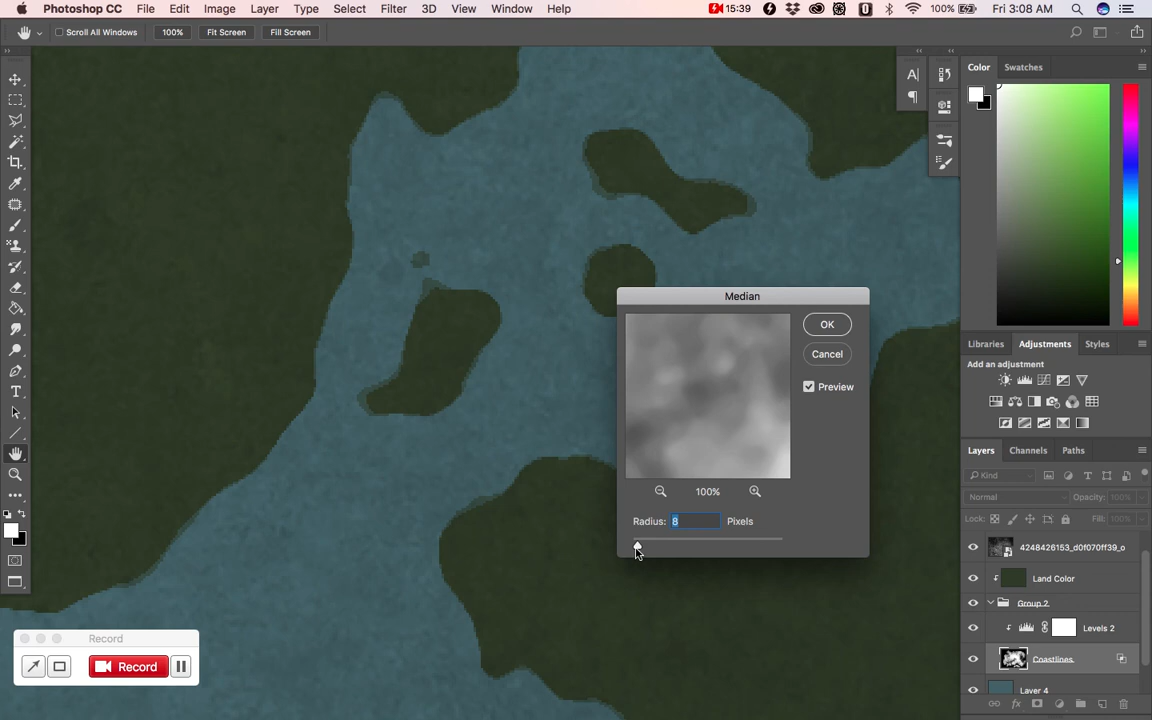 Photoshop CC File Edit Image Layer Type Select Filter 3D View Window Help 15:39 100% Fri 3:08 AM
Scroll All Windows 100% Fit Screen Fill Screen
Color Swatches
Median
OK
Cancel
Preview
100%
Radius: 8 Pixels
Libraries Adjustments Styles
Add an adjustment
Layers Channels Paths
Kind
Normal Opacity: 100%
Lock: Fill: 100%
4248426153_d0f070ff39_o
Land Color
Group 2
Levels 2
Coastlines
Layer 4
Record
Record